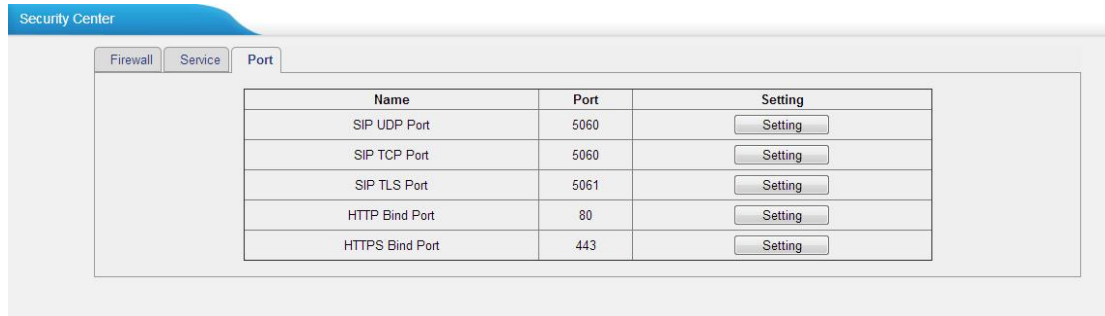 Security Center
Firewall Service Port
Name Port Setting
SIP UDP Port 5060 Setting
SIP TCP Port 5060 Setting
SIP TLS Port 5061 Setting
HTTP Bind Port 80 Setting
HTTPS Bind Port 443 Setting